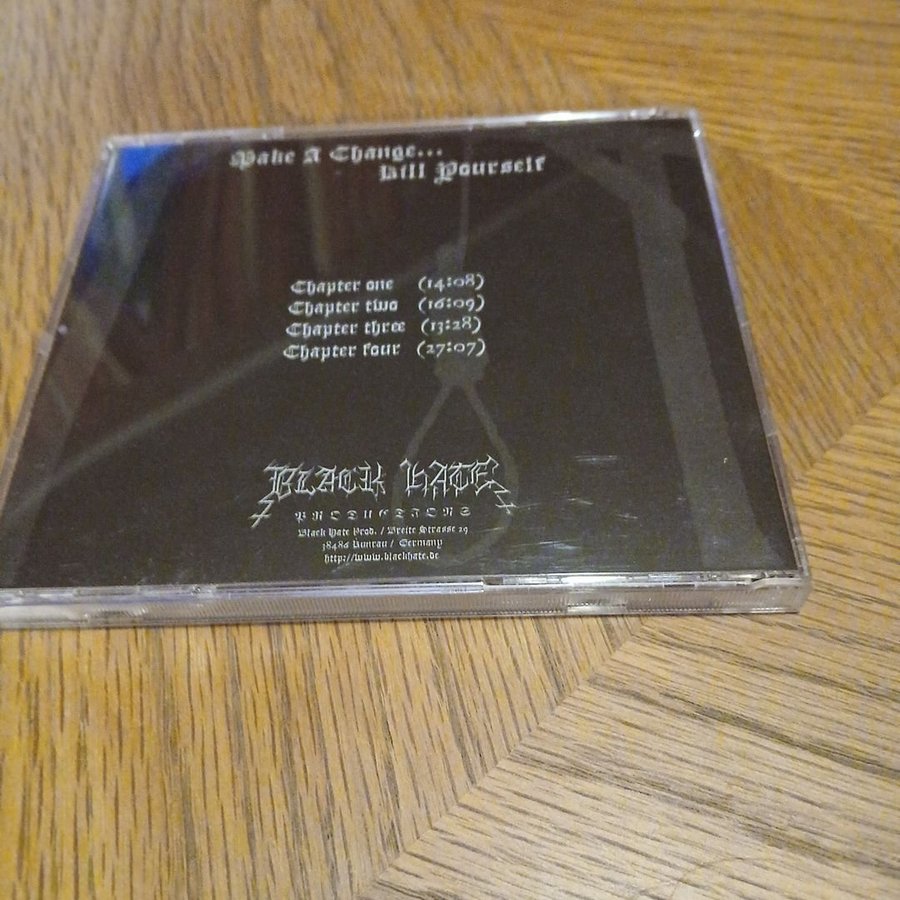 Make A Change...
Kill Yourself
Chapter one (14:08)
Chapter two (16:09)
Chapter three (13:28)
Chapter four (27:07)
BLACK HATE
PRODUCTIONS
Black Hate Prod. / Breite Strasse 29
38486 Kunrau / Germany
http://www.blackhate.de